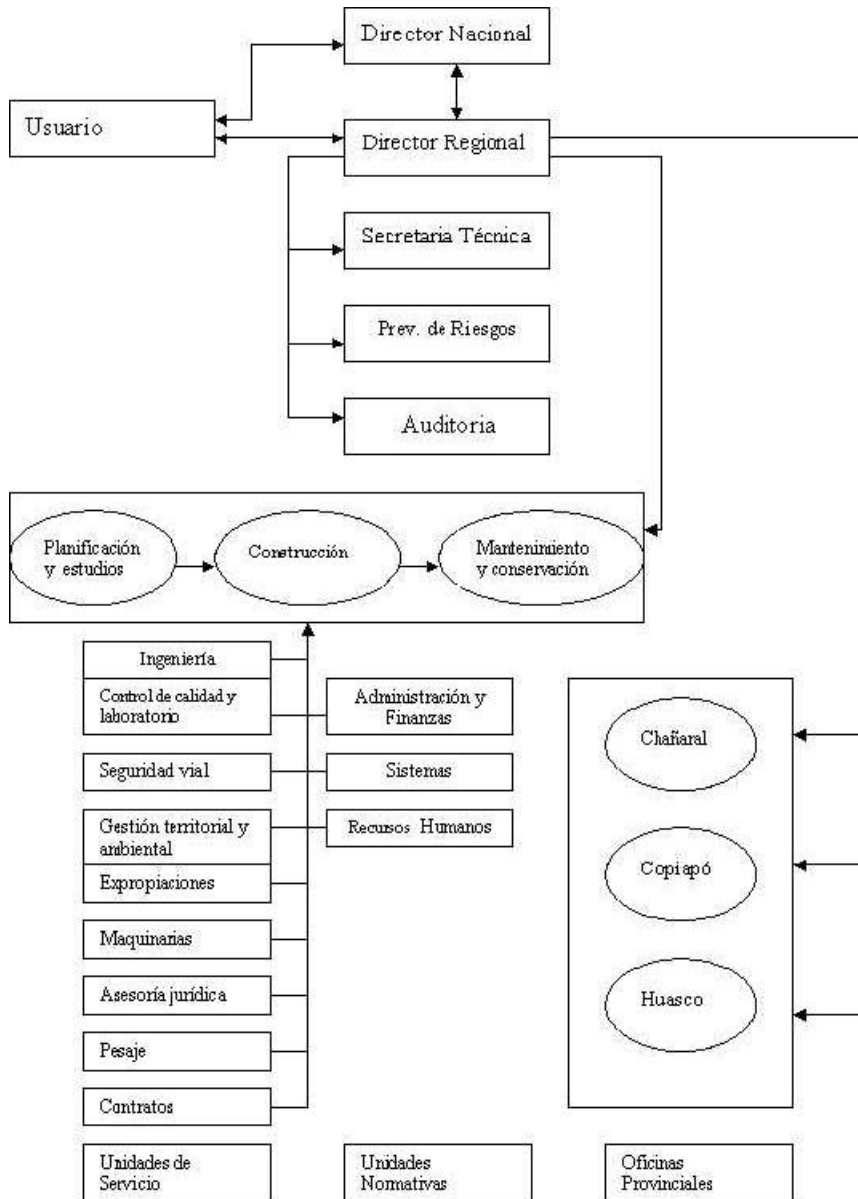 Director Nacional
Usuario
Director Regional
Secretaria Técnica
Prev. de Riesgos
Auditoria
Planificación
y estudios
Construcción
Mantenimiento
y conservación
Ingeniería
Control de calidad y
laboratorio
Administración y
Finanzas
Seguridad vial
Sistemas
Gestión territorial y
ambiental
Recursos Humanos
Expropiaciones
Maquinarias
Asesoría jurídica
Pesaje
Contratos
Chañaral
Copiapó
Huasco
Unidades de
Servicio
Unidades
Normativas
Oficinas
Provinciales